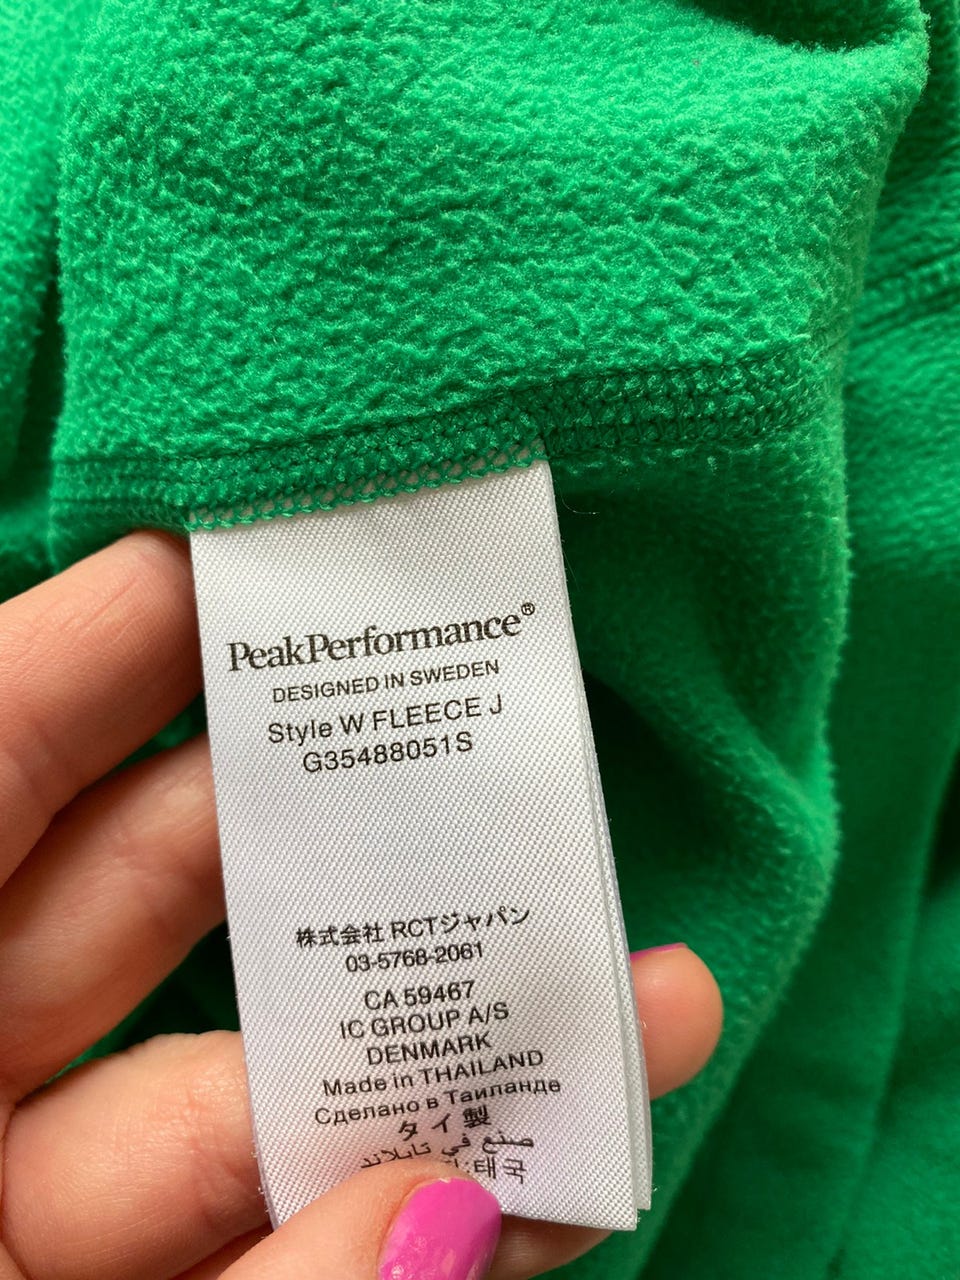 PeakPerformance®
DESIGNED IN SWEDEN
Style W FLEECE J
G35488051S
株式会社 RCTジャパン
03-5768-2061
CA 59467
IC GROUP A/S
DENMARK
Made in THAILAND
Сделано в Таиланде
タイ製
صنع في تايلاند